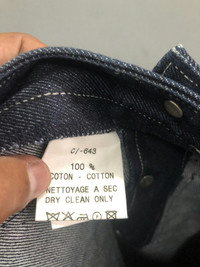 C/-643
100 %
COTON - COTTON
NETTOYAGE A SEC
DRY CLEAN ONLY